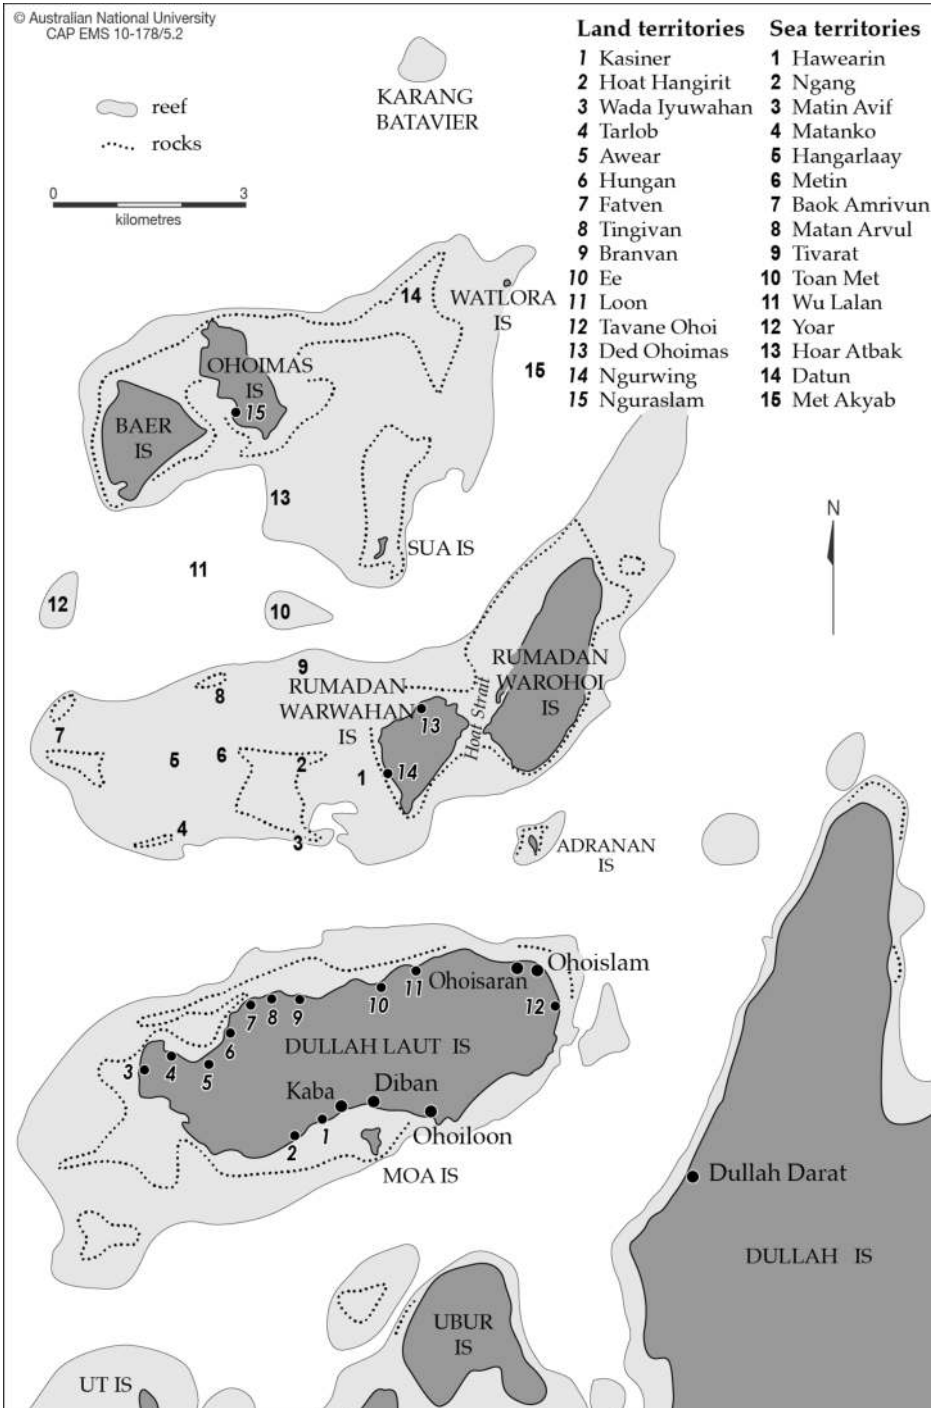 © Australian National University
CAP EMS 10-178/5.2
reef
rocks
0 3
kilometres
Land territories
1 Kasiner
2 Hoat Hangirit
3 Wada Iyuwahan
4 Tarlob
5 Awear
6 Hungan
7 Fatven
8 Tingivan
9 Branvan
10 Ee
11 Loon
12 Tavane Ohoi
13 Ded Ohoimas
14 Ngurwing
15 Nguraslam
Sea territories
1 Hawearin
2 Ngang
3 Matin Avif
4 Matanko
5 Hangarlaay
6 Metin
7 Baok Amrivun
8 Matan Arvul
9 Tivarat
10 Toan Met
11 Wu Lalan
12 Yoar
13 Hoar Atbak
14 Datun
15 Met Akyab
KARANG
BATAVIER
14
WATLORA
IS
15
OHOIMAS
IS
15
BAER
IS
13
SUA IS
N
11
12
10
9
RUMADAN
WAROHOI
IS
RUMADAN
WARWAHAN
IS
8
Hoat Strait
13
7
5
6
2
1
14
4
3
ADRANAN
IS
Ohoislam
Ohoisaran
11
10
12
7
8
9
6
DULLAH LAUT IS
3
4
5
Kaba
Diban
1
2
Ohoiloon
MOA IS
Dullah Darat
DULLAH IS
UBUR
IS
UT IS